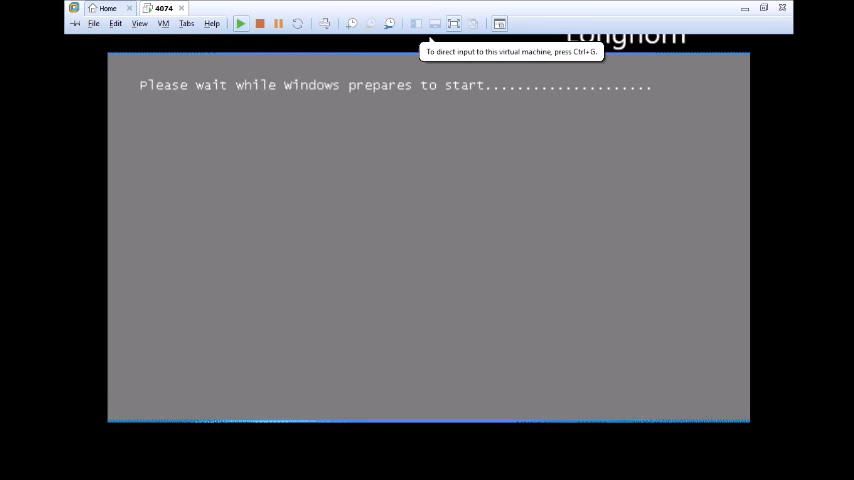 Home 4074
File Edit View VM Tabs Help
Longhorn
To direct input to this virtual machine, press Ctrl+G.
Please wait while Windows prepares to start.....................